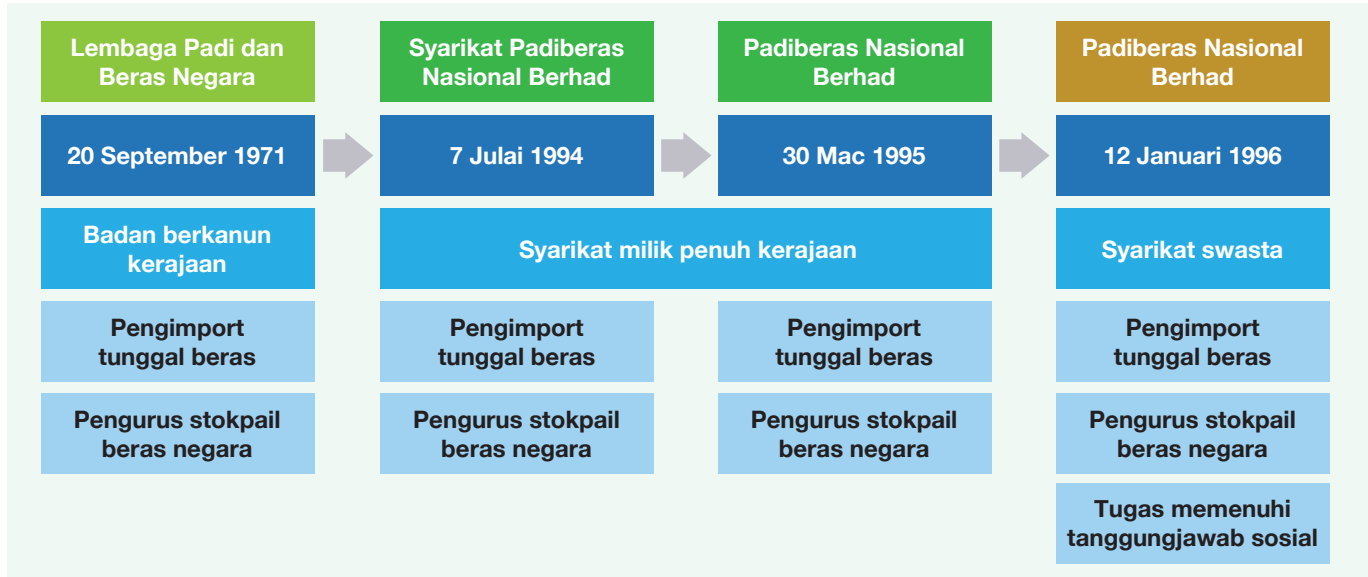 Lembaga Padi dan
Beras Negara
Syarikat Padiberas
Nasional Berhad
Padiberas Nasional
Berhad
Padiberas Nasional
Berhad
20 September 1971
7 Julai 1994
30 Mac 1995
12 Januari 1996
Badan berkanun
kerajaan
Syarikat milik penuh kerajaan
Syarikat swasta
Pengimport
tunggal beras
Pengimport
tunggal beras
Pengimport
tunggal beras
Pengimport
tunggal beras
Pengurus stokpail
beras negara
Pengurus stokpail
beras negara
Pengurus stokpail
beras negara
Pengurus stokpail
beras negara
Tugas memenuhi
tanggungjawab sosial